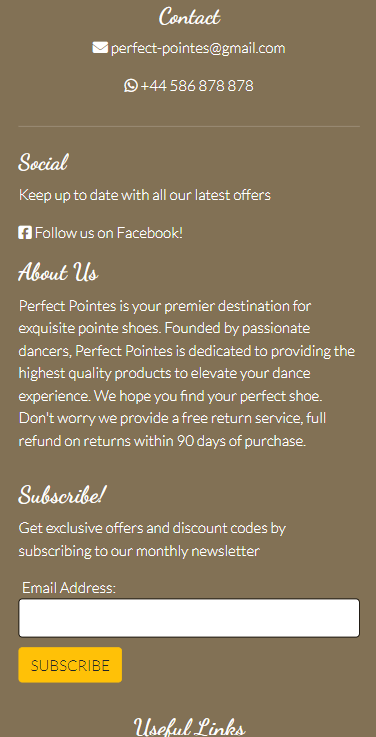 Contact
perfect-pointes@gmail.com
+44 586 878 878
Social
Keep up to date with all our latest offers
Follow us on Facebook!
About Us
Perfect Pointes is your premier destination for
exquisite pointe shoes. Founded by passionate
dancers, Perfect Pointes is dedicated to providing the
highest quality products to elevate your dance
experience. We hope you find your perfect shoe.
Don't worry we provide a free return service, full
refund on returns within 90 days of purchase.
Subscribe!
Get exclusive offers and discount codes by
subscribing to our monthly newsletter
Email Address:
SUBSCRIBE
Useful Links